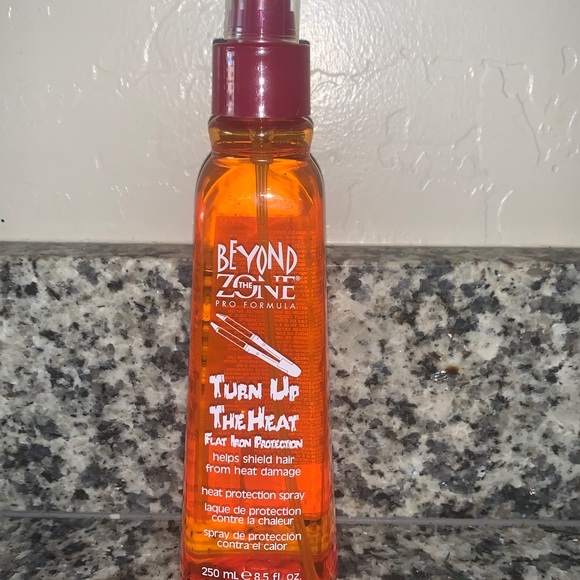 BEYOND
THE
ZONE®
PRO FORMULA
TURN UP
THE HEAT
FLAT IRON PROTECTION
helps shield hair
from heat damage
heat protection spray
laque de protection
contre la chaleur
spray de protección
contra el calor
250 mL e 8.5 fl. oz.